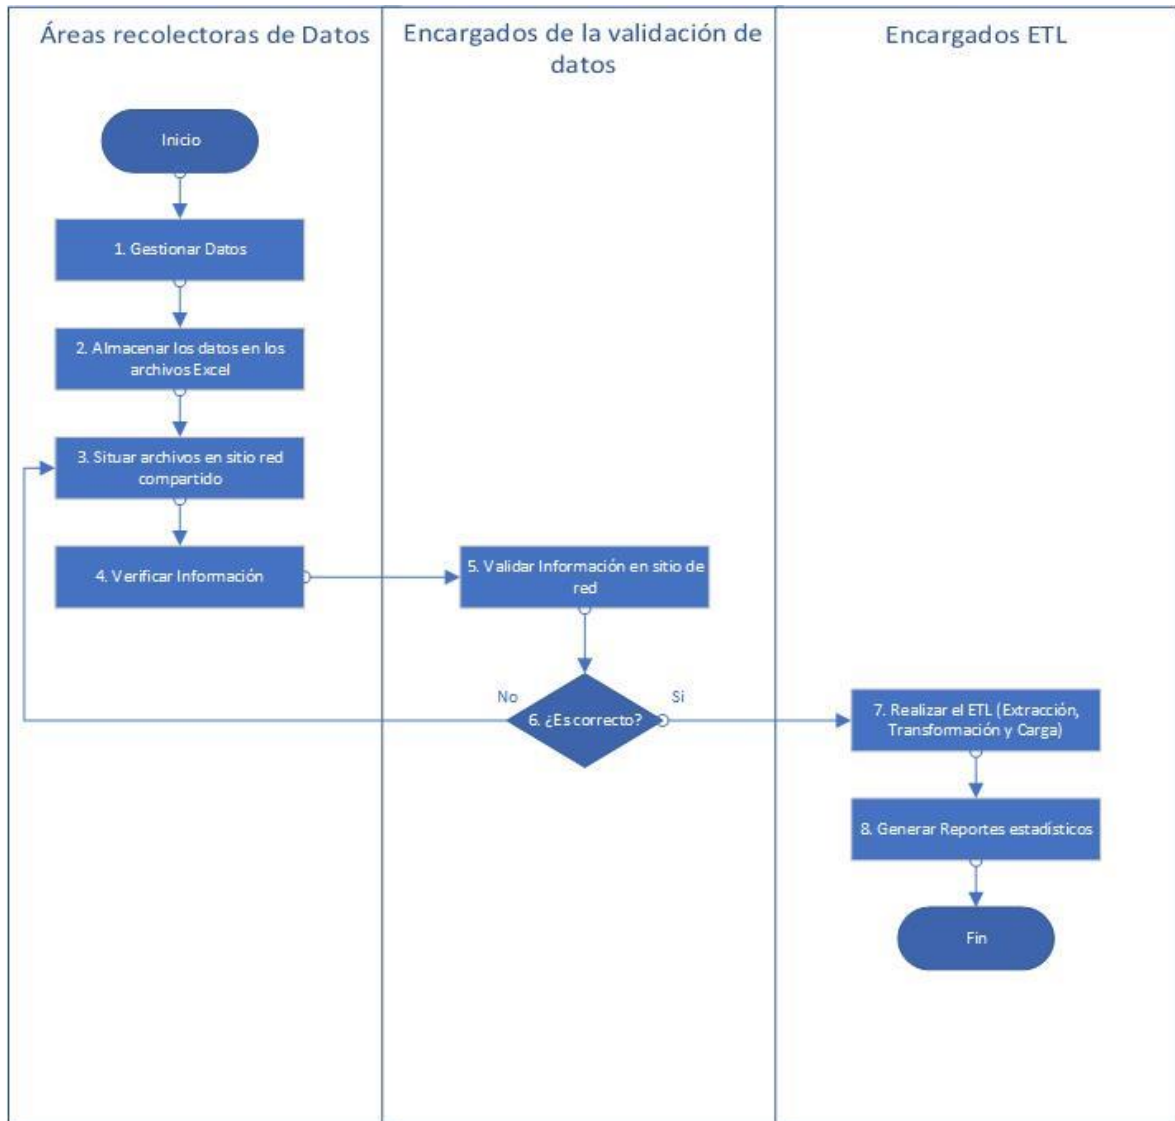 Áreas recolectoras de Datos
Encargados de la validación de
datos
Encargados ETL
Inicio
1. Gestionar Datos
2. Almacenar los datos en los
archivos Excel
3. Situar archivos en sitio red
compartido
4. Verificar Información
5. Validar Información en sitio de
red
No
6. ¿Es correcto?
Si
7. Realizar el ETL (Extracción,
Transformación y Carga)
8. Generar Reportes estadísticos
Fin